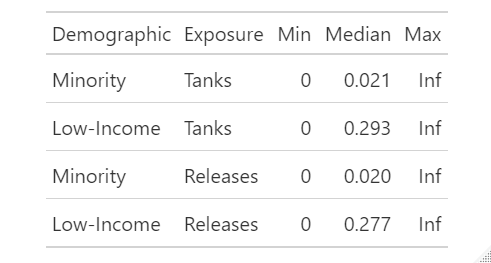 Demographic Exposure Min Median Max
Minority Tanks 0 0.021 Inf
Low-Income Tanks 0 0.293 Inf
Minority Releases 0 0.020 Inf
Low-Income Releases 0 0.277 Inf